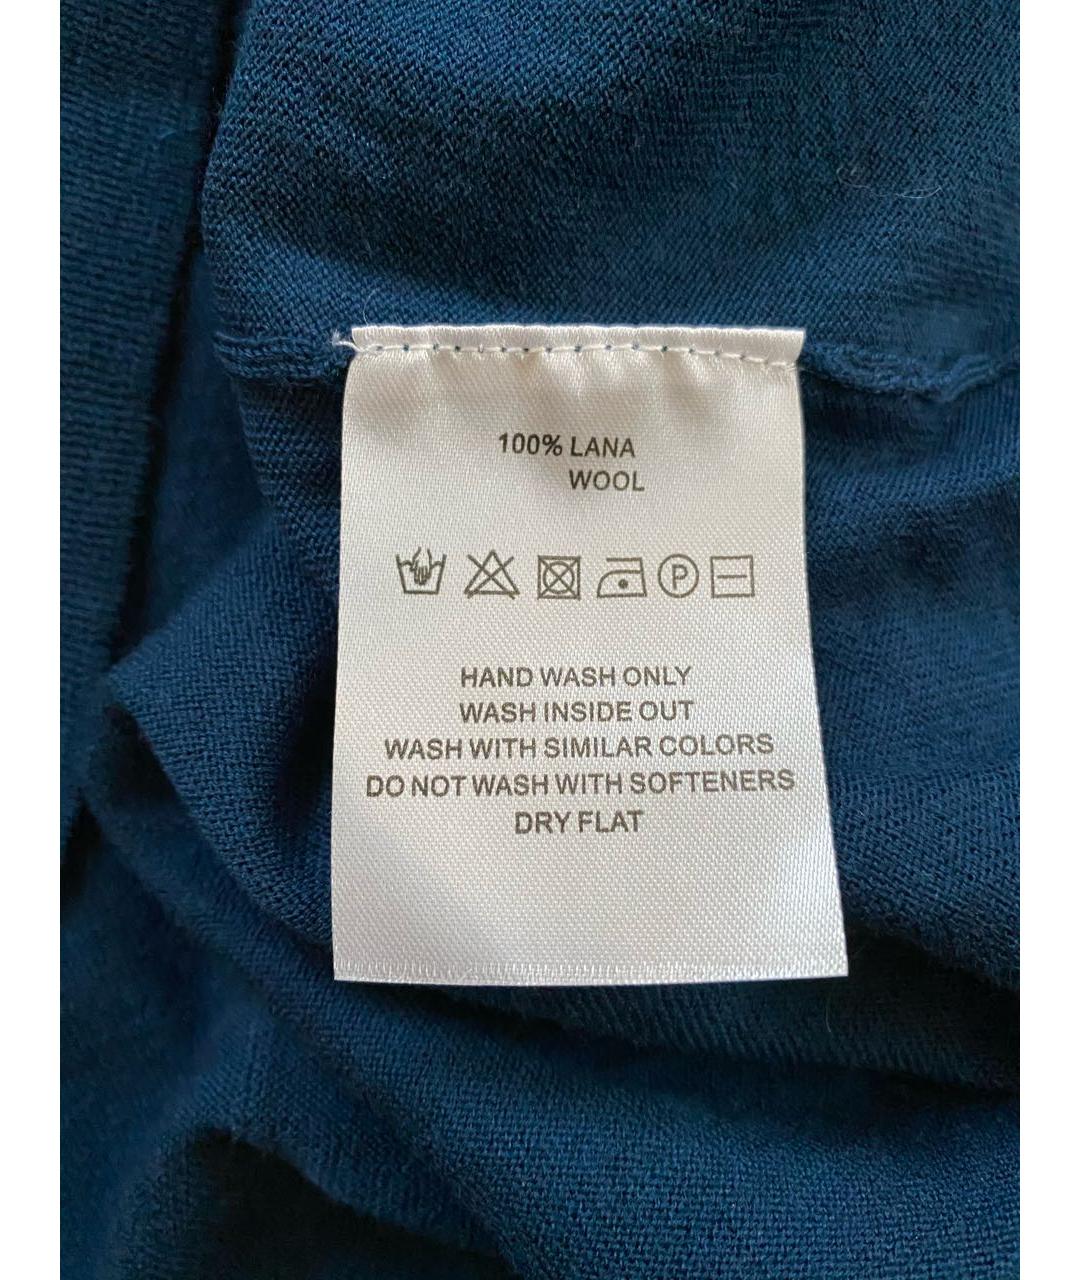 100% LANA
WOOL
P
HAND WASH ONLY
WASH INSIDE OUT
WASH WITH SIMILAR COLORS
DO NOT WASH WITH SOFTENERS
DRY FLAT